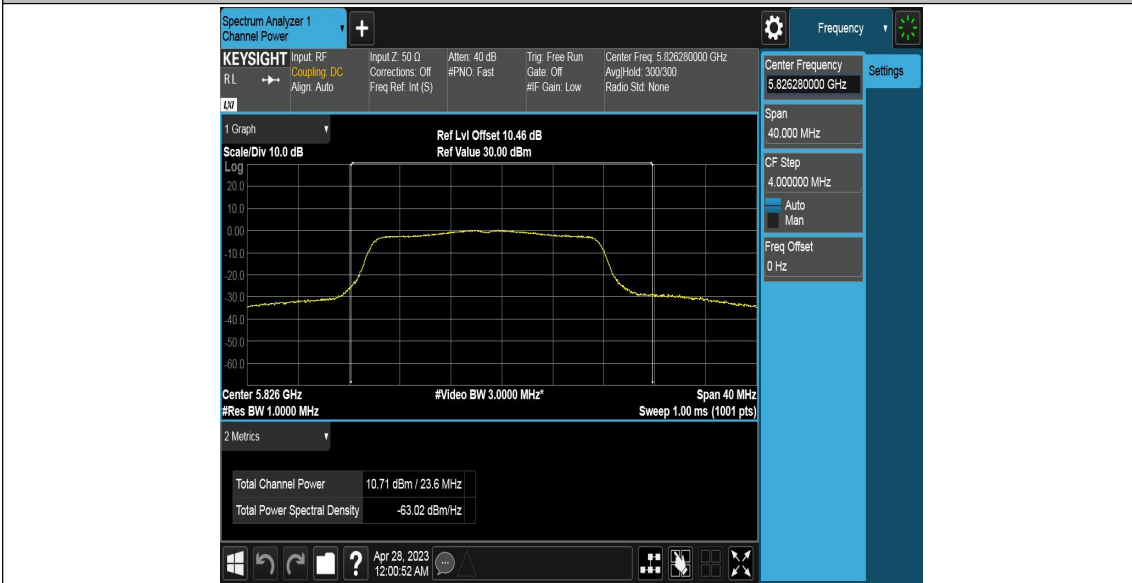 Spectrum Analyzer 1
Channel Power
+
Frequency
KEYSIGHT
RL
LXI
Input: RF
Coupling: DC
Align: Auto
Input Z: 50 Ω
Corrections: Off
Freq Ref: Int (S)
Atten: 40 dB
#PNO: Fast
Trig: Free Run
Gate: Off
#IF Gain: Low
Center Freq: 5.826280000 GHz
Avg|Hold: 300/300
Radio Std: None
Center Frequency
5.826280000 GHz
Settings
Span
40.000 MHz
CF Step
4.000000 MHz
Auto
Man
Freq Offset
0 Hz
1 Graph
Ref Lvl Offset 10.46 dB
Scale/Div 10.0 dB
Ref Value 30.00 dBm
Log
20.0
10.0
0.00
-10.0
-20.0
-30.0
-40.0
-50.0
-60.0
Center 5.826 GHz
#Video BW 3.0000 MHz*
Span 40 MHz
#Res BW 1.0000 MHz
Sweep 1.00 ms (1001 pts)
2 Metrics
Total Channel Power 10.71 dBm / 23.6 MHz
Total Power Spectral Density -63.02 dBm/Hz
?
Apr 28, 2023
12:00:52 AM